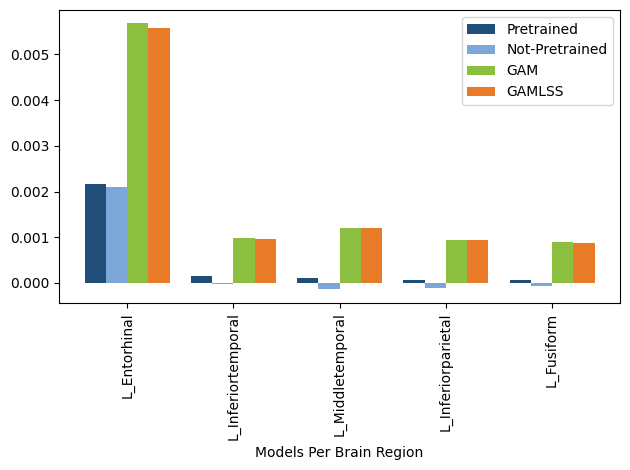 Pretrained
Not-Pretrained
GAM
GAMLSS
0.005
0.004
0.003
0.002
0.001
0.000
L_Entorhinal
L_Inferiortemporal
L_Middletemporal
L_Inferiorparietal
L_Fusiform
Models Per Brain Region